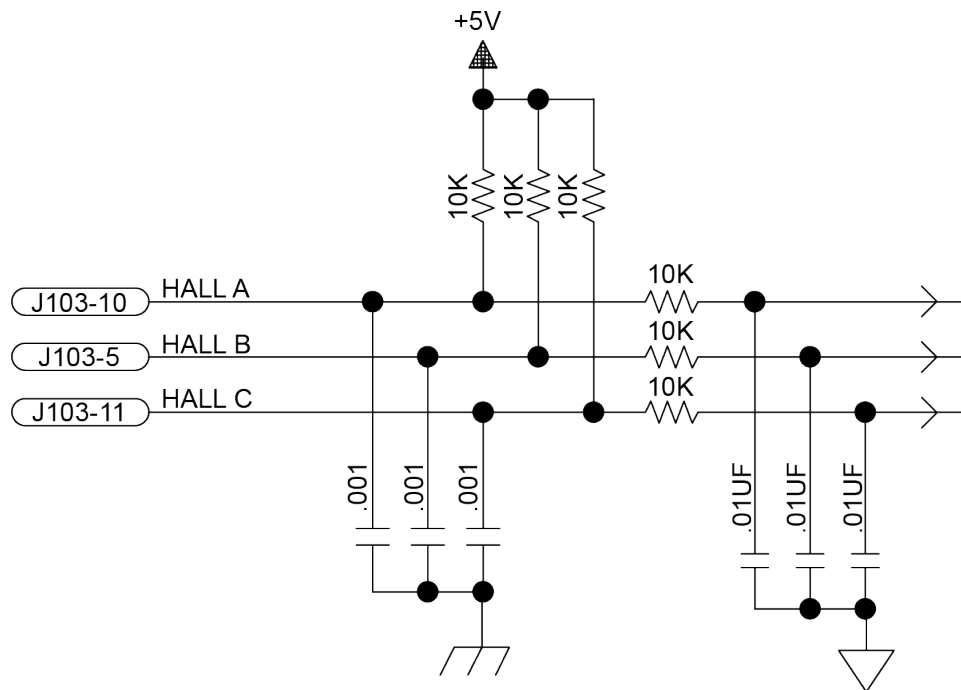 +5V
10K
10K
10K
J103-10
HALL A
10K
J103-5
HALL B
10K
J103-11
HALL C
10K
.001
.001
.001
.01UF
.01UF
.01UF